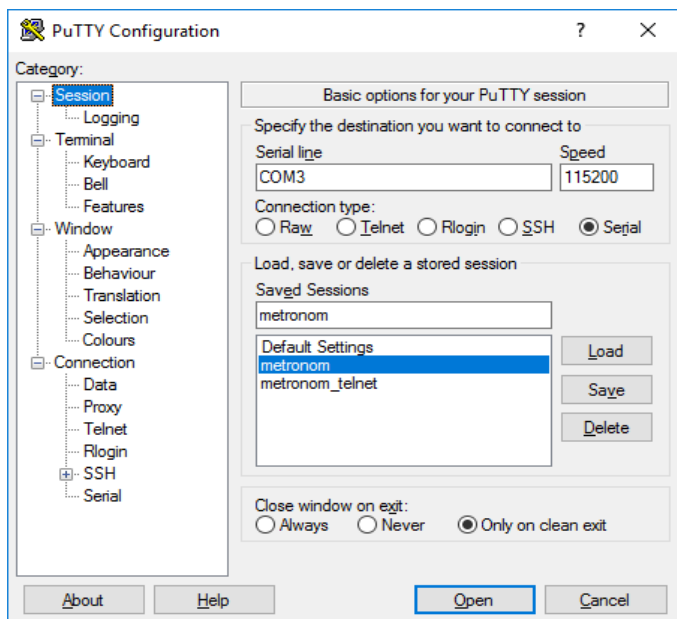 PuTTY Configuration
?
Category:
Session
Logging
Terminal
Keyboard
Bell
Features
Window
Appearance
Behaviour
Translation
Selection
Colours
Connection
Data
Proxy
Telnet
Rlogin
SSH
Serial
Basic options for your PuTTY session
Specify the destination you want to connect to
Serial line Speed
COM3 115200
Connection type:
Raw Telnet Rlogin SSH Serial
Load, save or delete a stored session
Saved Sessions
metronom
Default Settings
metronom
metronom_telnet
Load
Save
Delete
Close window on exit:
Always Never Only on clean exit
About Help Open Cancel